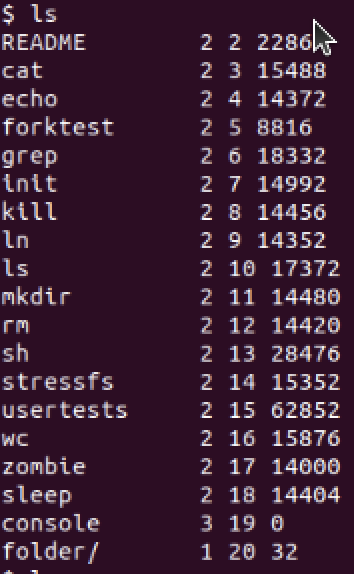 $ ls
README 2 2 2286
cat 2 3 15488
echo 2 4 14372
forktest 2 5 8816
grep 2 6 18332
init 2 7 14992
kill 2 8 14456
ln 2 9 14352
ls 2 10 17372
mkdir 2 11 14480
rm 2 12 14420
sh 2 13 28476
stressfs 2 14 15352
usertests 2 15 62852
wc 2 16 15876
zombie 2 17 14000
sleep 2 18 14404
console 3 19 0
folder/ 1 20 32